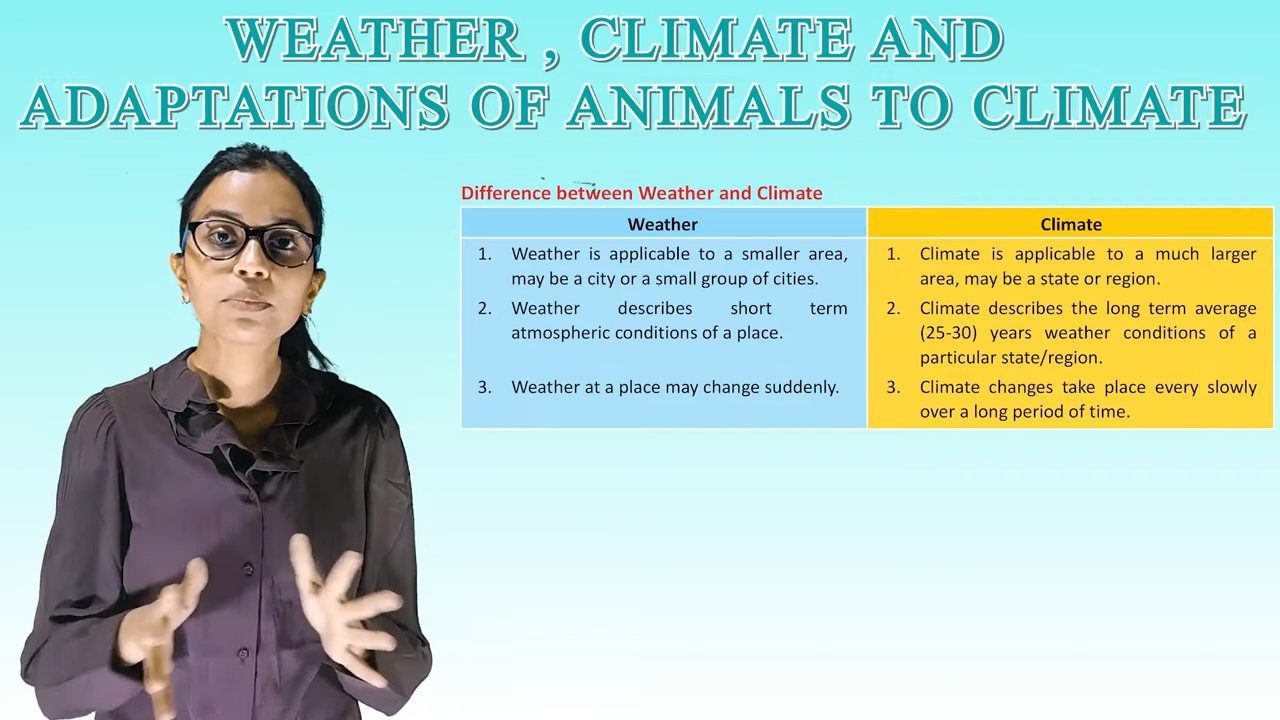 WEATHER , CLIMATE AND
ADAPTATIONS OF ANIMALS TO CLIMATE
Difference between Weather and Climate
Weather
1. Weather is applicable to a smaller area,
may be a city or a small group of cities.
2. Weather describes short term
atmospheric conditions of a place.
3. Weather at a place may change suddenly.
Climate
1. Climate is applicable to a much larger
area, may be a state or region.
2. Climate describes the long term average
(25-30) years weather conditions of a
particular state/region.
3. Climate changes take place every slowly
over a long period of time.